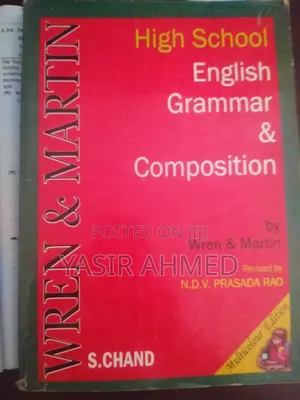 WREN & MARTIN
High School
English
Grammar
&
Composition
POSTED ON Jiji
YASIR AHMED
by
Wren & Martin
Revised by
N.D.V. PRASADA RAO
Multicolour Edition
S.CHAND